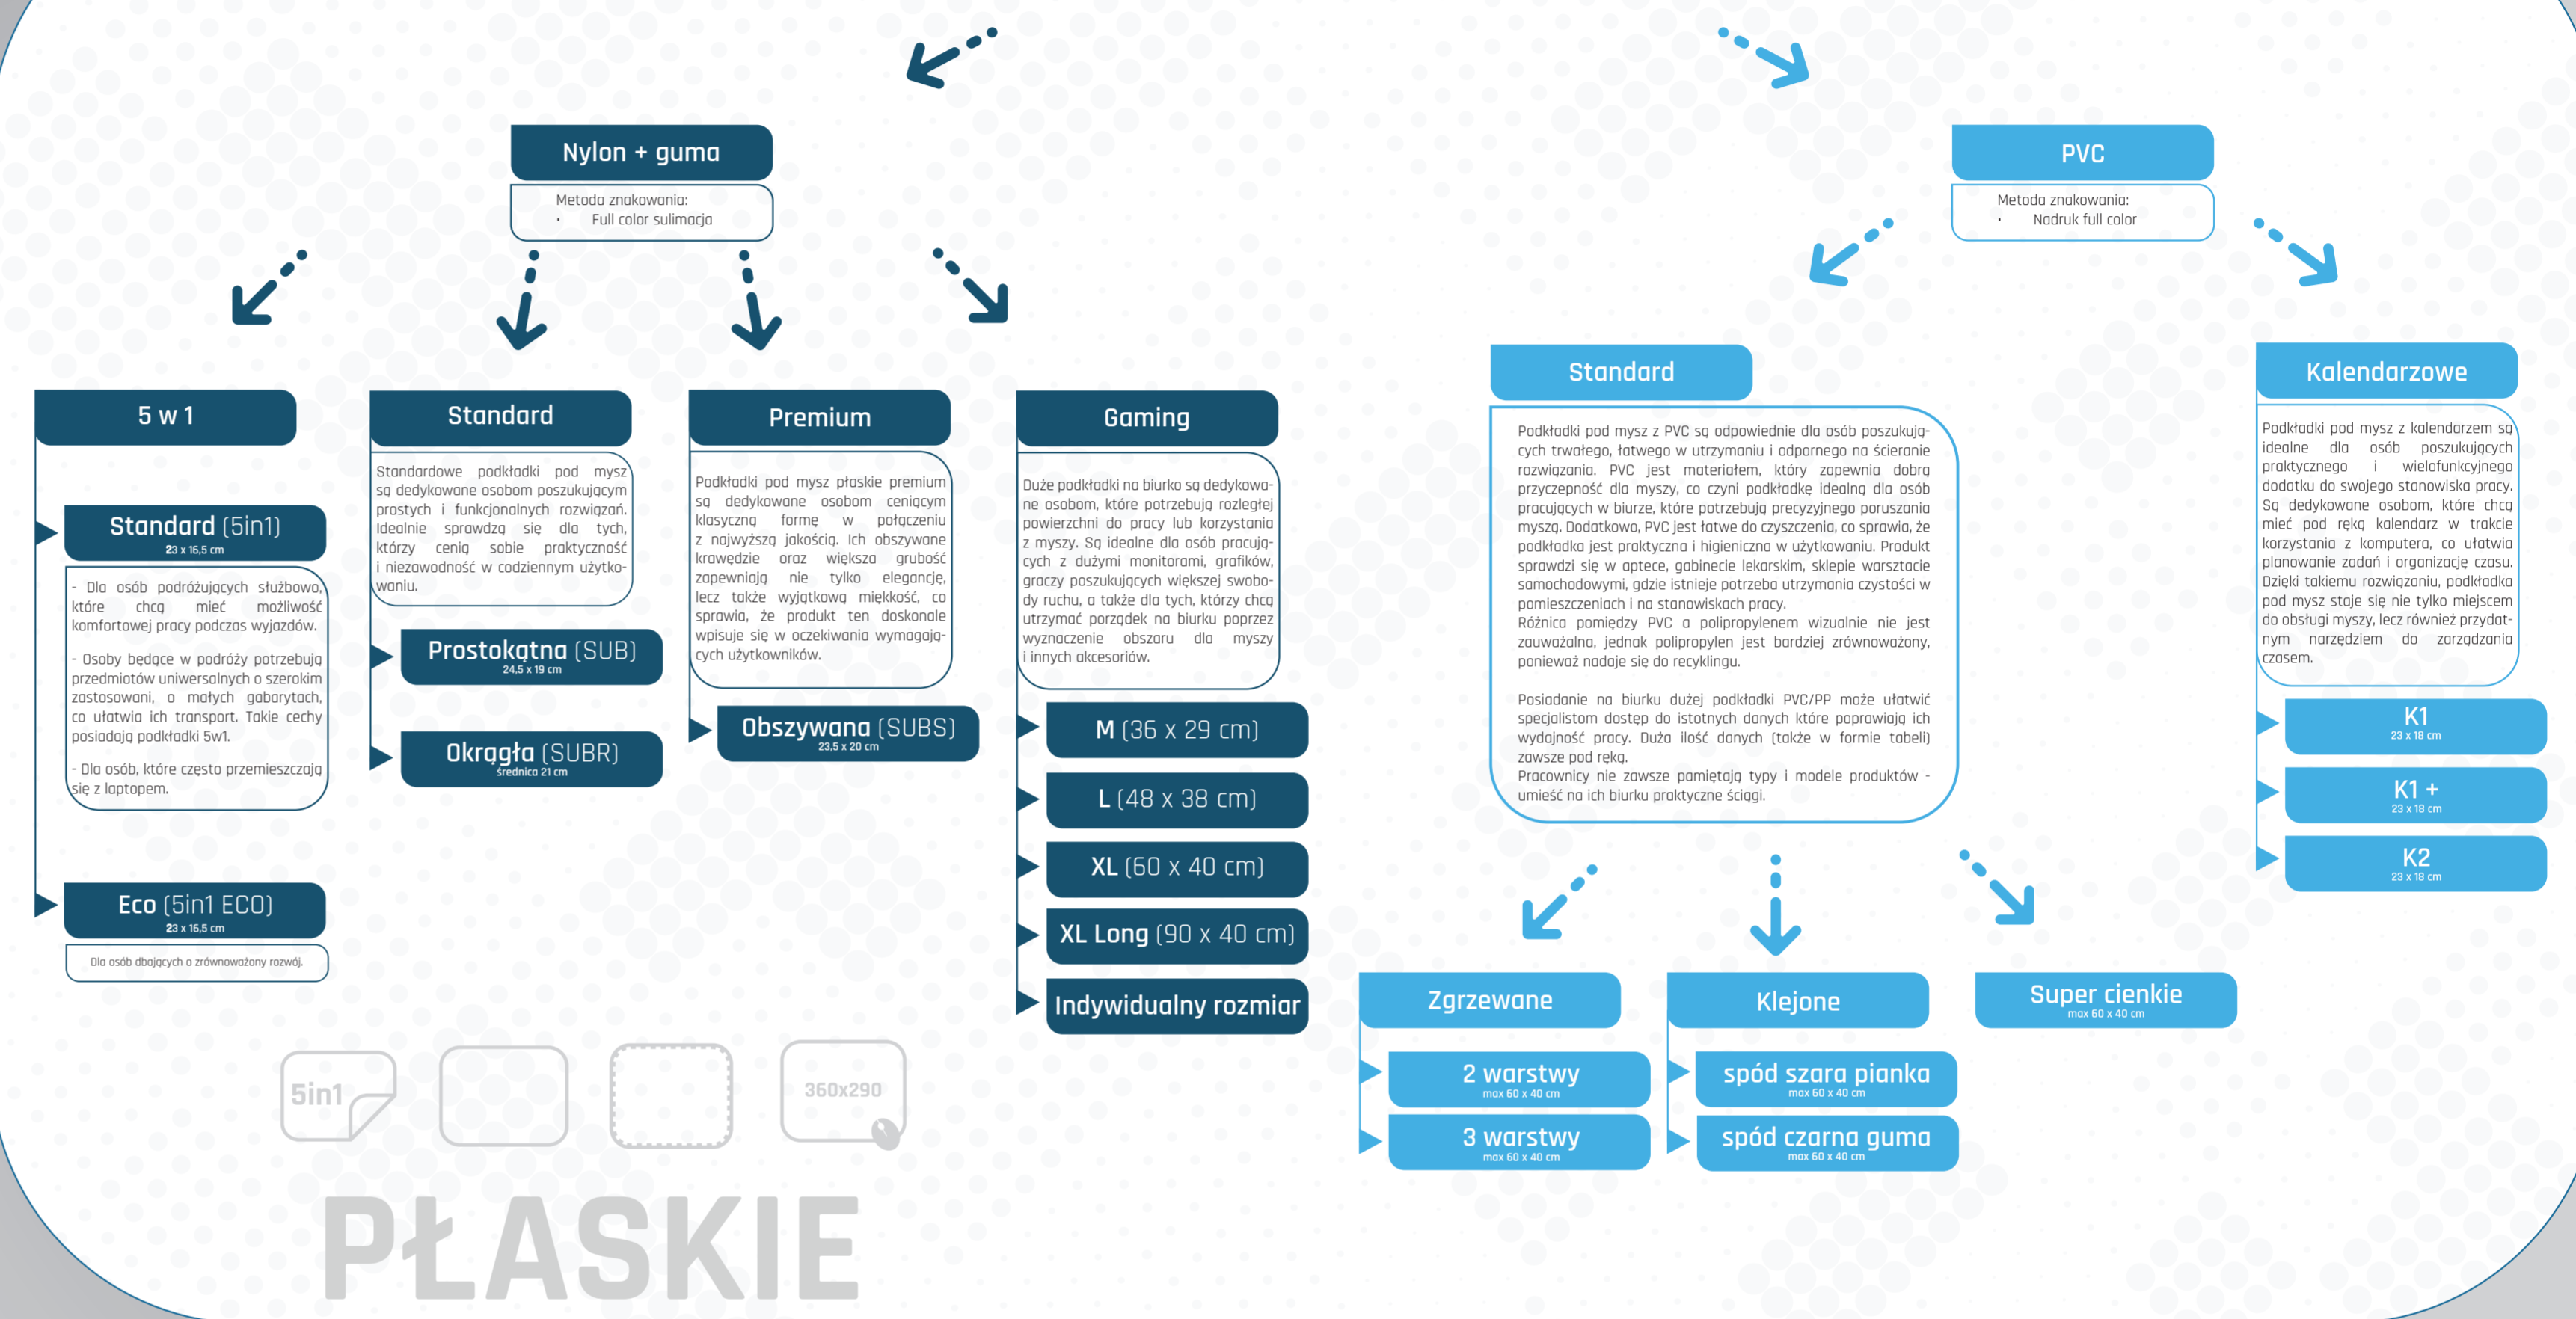 Nylon + guma
Metoda znakowania:
• Full color sulimacja
5 w 1
Standard (5in1)
23 x 16,5 cm
- Dla osób podróżujących służbowo,
które chcą mieć możliwość
komfortowej pracy podczas wyjazdów.
- Osoby będące w podróży potrzebują
przedmiotów uniwersalnych o szerokim
zastosowani, o małych gabarytach,
co ułatwia ich transport. Takie cechy
posiadają podkładki 5w1.
- Dla osób, które często przemieszczają
się z laptopem.
Eco (5in1 ECO)
23 x 16,5 cm
Dla osób dbających o zrównoważony rozwój.
Standard
Standardowe podkładki pod mysz
są dedykowane osobom poszukującym
prostych i funkcjonalnych rozwiązań.
Idealnie sprawdzą się dla tych,
którzy cenią sobie praktyczność
i niezawodność w codziennym użytko-
waniu.
Prostokątna (SUB)
24,5 x 19 cm
Okrągła (SUBR)
średnica 21 cm
Premium
Podkładki pod mysz płaskie premium
są dedykowane osobom ceniącym
klasyczną formę w połączeniu
z najwyższą jakością. Ich obszywane
krawędzie oraz większa grubość
zapewniają nie tylko elegancję,
lecz także wyjątkową miękkość, co
sprawia, że produkt ten doskonale
wpisuje się w oczekiwania wymagają-
cych użytkowników.
Obszywana (SUBS)
23,5 x 20 cm
Gaming
Duże podkładki na biurko są dedykowa-
ne osobom, które potrzebują rozległej
powierzchni do pracy lub korzystania
z myszy. Są idealne dla osób pracują-
cych z dużymi monitorami, grafików,
graczy poszukujących większej swobo-
dy ruchu, a także dla tych, którzy chcą
utrzymać porządek na biurku poprzez
wyznaczenie obszaru dla myszy
i innych akcesoriów.
M (36 x 29 cm)
L (48 x 38 cm)
XL (60 x 40 cm)
XL Long (90 x 40 cm)
Indywidualny rozmiar
5in1
360x290
PŁASKIE
PVC
Metoda znakowania:
• Nadruk full color
Standard
Podkładki pod mysz z PVC są odpowiednie dla osób poszukują-
cych trwałego, łatwego w utrzymaniu i odpornego na ścieranie
rozwiązania. PVC jest materiałem, który zapewnia dobrą
przyczepność dla myszy, co czyni podkładkę idealną dla osób
pracujących w biurze, które potrzebują precyzyjnego poruszania
myszą. Dodatkowo, PVC jest łatwe do czyszczenia, co sprawia, że
podkładka jest praktyczna i higieniczna w użytkowaniu. Produkt
sprawdzi się w aptece, gabinecie lekarskim, sklepie warsztacie
samochodowymi, gdzie istnieje potrzeba utrzymania czystości w
pomieszczeniach i na stanowiskach pracy.
Różnica pomiędzy PVC a polipropylenem wizualnie nie jest
zauważalna, jednak polipropylen jest bardziej zrównoważony,
ponieważ nadaje się do recyklingu.
Posiadanie na biurku dużej podkładki PVC/PP może ułatwić
specjalistom dostęp do istotnych danych które poprawiają ich
wydajność pracy. Duża ilość danych (także w formie tabeli)
zawsze pod ręką.
Pracownicy nie zawsze pamiętają typy i modele produktów -
umieść na ich biurku praktyczne ściągi.
Zgrzewane
2 warstwy
max 60 x 40 cm
3 warstwy
max 60 x 40 cm
Klejone
spód szara pianka
max 60 x 40 cm
spód czarna guma
max 60 x 40 cm
Super cienkie
max 60 x 40 cm
Kalendarzowe
Podkładki pod mysz z kalendarzem są
idealne dla osób poszukujących
praktycznego i wielofunkcyjnego
dodatku do swojego stanowiska pracy.
Są dedykowane osobom, które chcą
mieć pod ręką kalendarz w trakcie
korzystania z komputera, co ułatwia
planowanie zadań i organizację czasu.
Dzięki takiemu rozwiązaniu, podkładka
pod mysz staje się nie tylko miejscem
do obsługi myszy, lecz również przydat-
nym narzędziem do zarządzania
czasem.
K1
23 x 18 cm
K1 +
23 x 18 cm
K2
23 x 18 cm